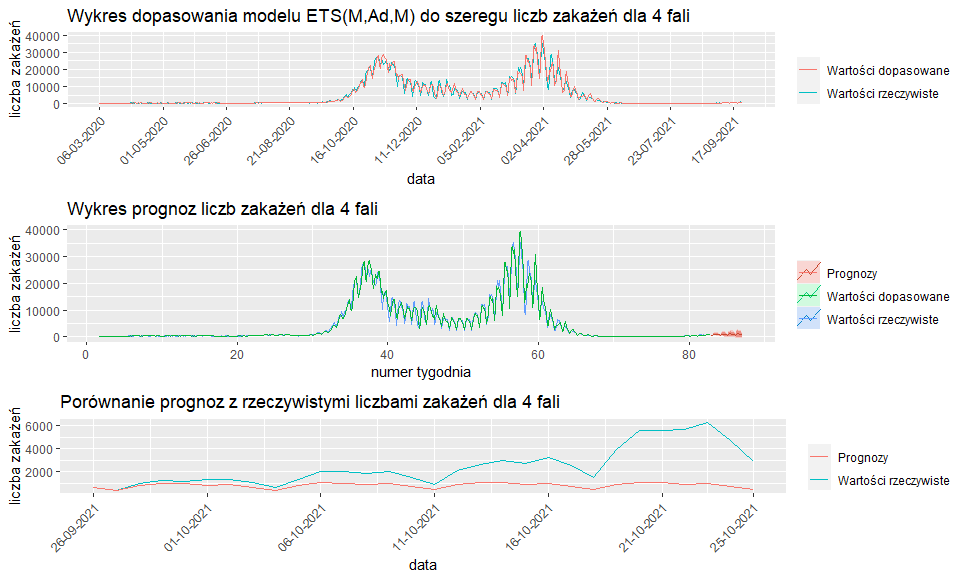 Wykres dopasowania modelu ETS(M,Ad,M) do szeregu liczb zakażeń dla 4 fali
liczba zakażeń
40000
30000
20000
10000
0
06-03-2020
01-05-2020
26-06-2020
21-08-2020
16-10-2020
11-12-2020
05-02-2021
02-04-2021
28-05-2021
23-07-2021
17-09-2021
data
Wartości dopasowane
Wartości rzeczywiste
Wykres prognoz liczb zakażeń dla 4 fali
liczba zakażeń
40000
30000
20000
10000
0
0
20
40
60
80
numer tygodnia
Prognozy
Wartości dopasowane
Wartości rzeczywiste
Porównanie prognoz z rzeczywistymi liczbami zakażeń dla 4 fali
liczba zakażeń
6000
4000
2000
26-09-2021
01-10-2021
06-10-2021
11-10-2021
16-10-2021
21-10-2021
25-10-2021
data
Prognozy
Wartości rzeczywiste